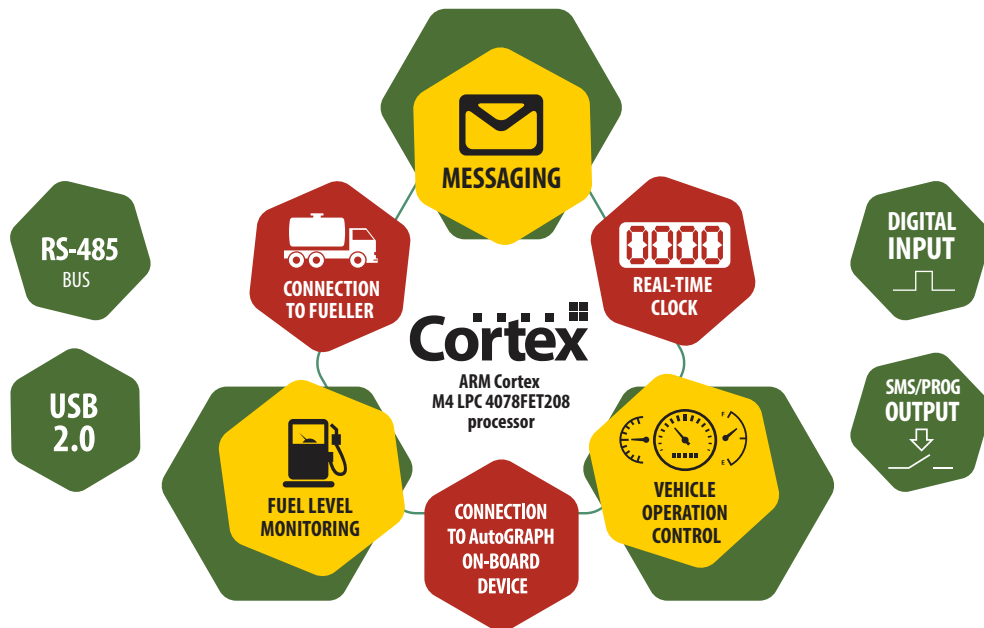 MESSAGING
RS-485
BUS
CONNECTION
TO FUELLER
0000
REAL-TIME
CLOCK
DIGITAL
INPUT
Cortex
ARM Cortex
M4 LPC 4078FET208
processor
USB
2.0
FUEL LEVEL
MONITORING
CONNECTION
TO AutoGRAPH
ON-BOARD
DEVICE
F
E
VEHICLE
OPERATION
CONTROL
SMS/PROG
OUTPUT